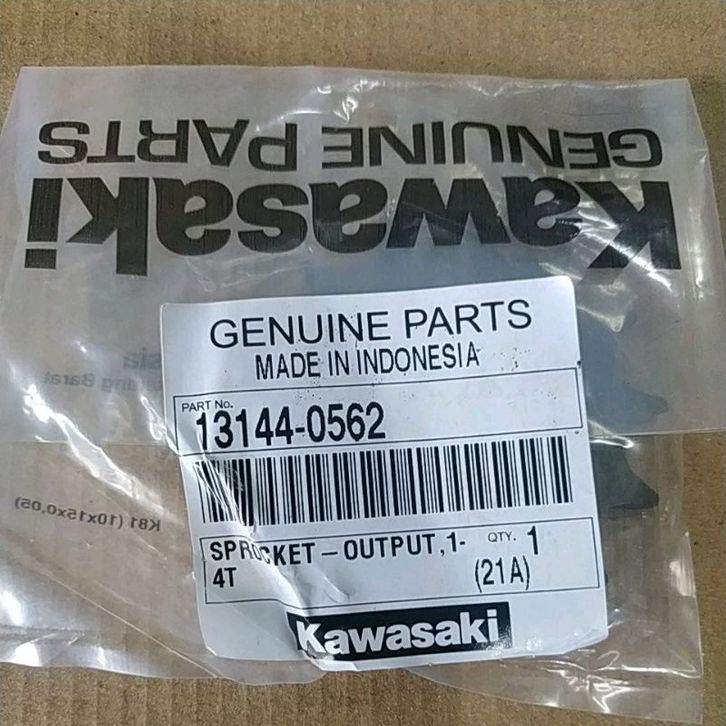 Kawasaki
GENUINE PARTS
GENUINE PARTS
MADE IN INDONESIA
PART No.
13144-0562
SPROCKET – OUTPUT,1-
4T
QTY. 1
(21A)
Kawasaki
K81 (10x15x0,05)
Barat